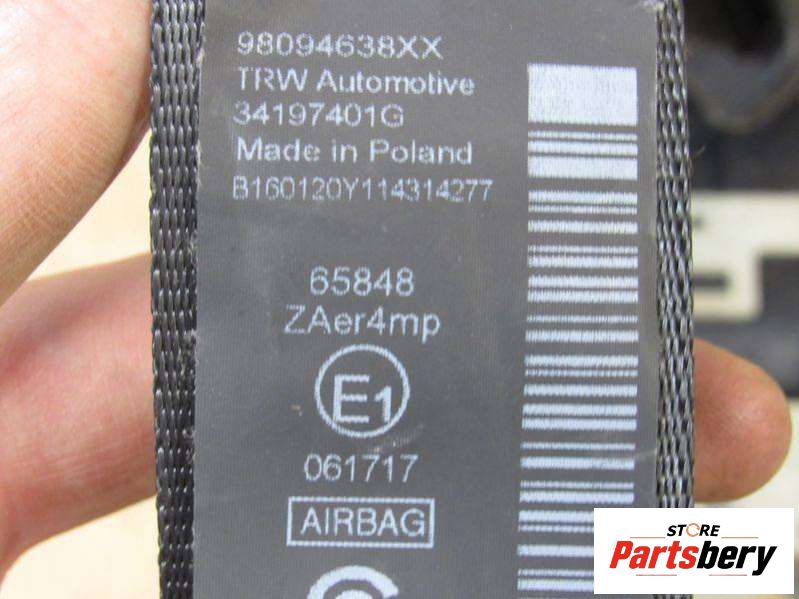 98094638XX
TRW Automotive
34197401G
Made in Poland
B160120Y114314277
65848
ZAer4mp
E1
061717
AIRBAG
STORE
Partsbery